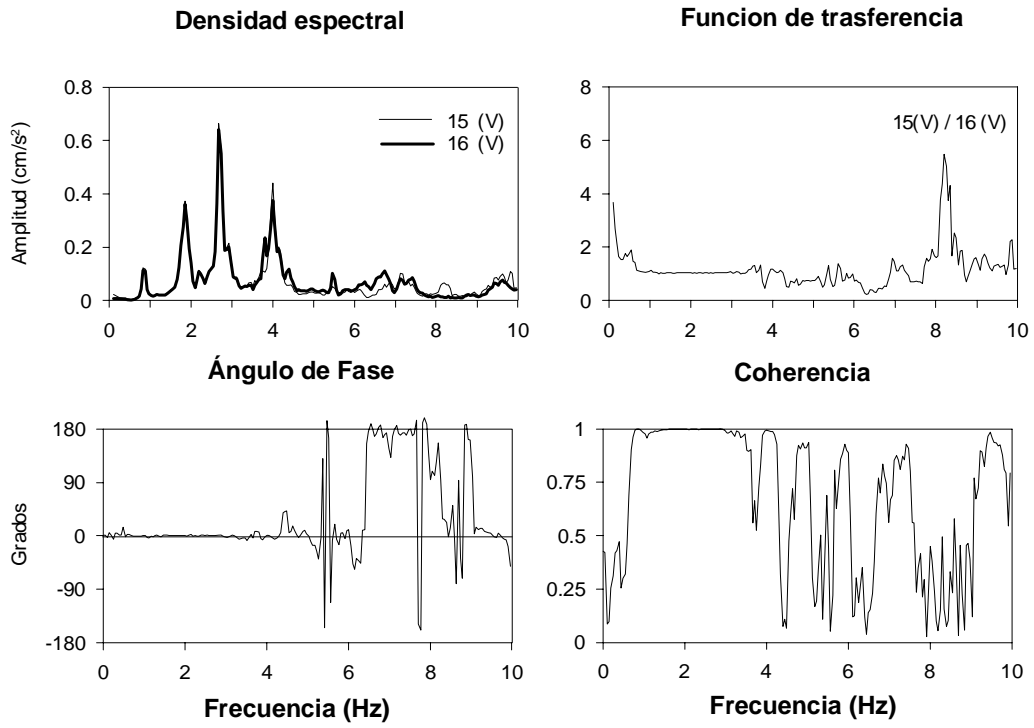 Densidad espectral
Funcion de trasferencia
Amplitud (cm/s²)
0.8
0.6
0.4
0.2
0
15 (V)
16 (V)
0 2 4 6 8 10
8
6
4
2
0
15(V) / 16 (V)
0 2 4 6 8 10
Ángulo de Fase
Coherencia
Grados
180
90
0
-90
-180
0 2 4 6 8 10
Frecuencia (Hz)
1
0.75
0.5
0.25
0
0 2 4 6 8 10
Frecuencia (Hz)